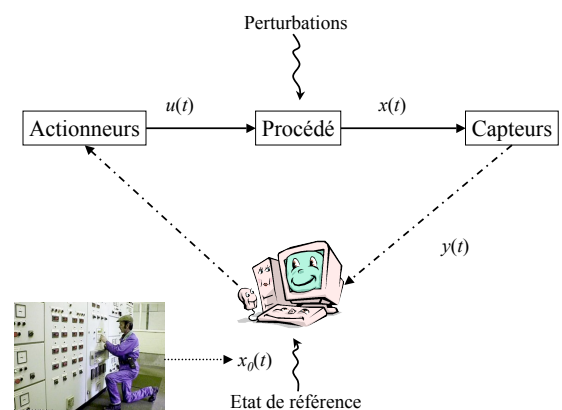 Perturbations
u(t)
x(t)
Actionneurs
Procédé
Capteurs
y(t)
x0(t)
Etat de référence